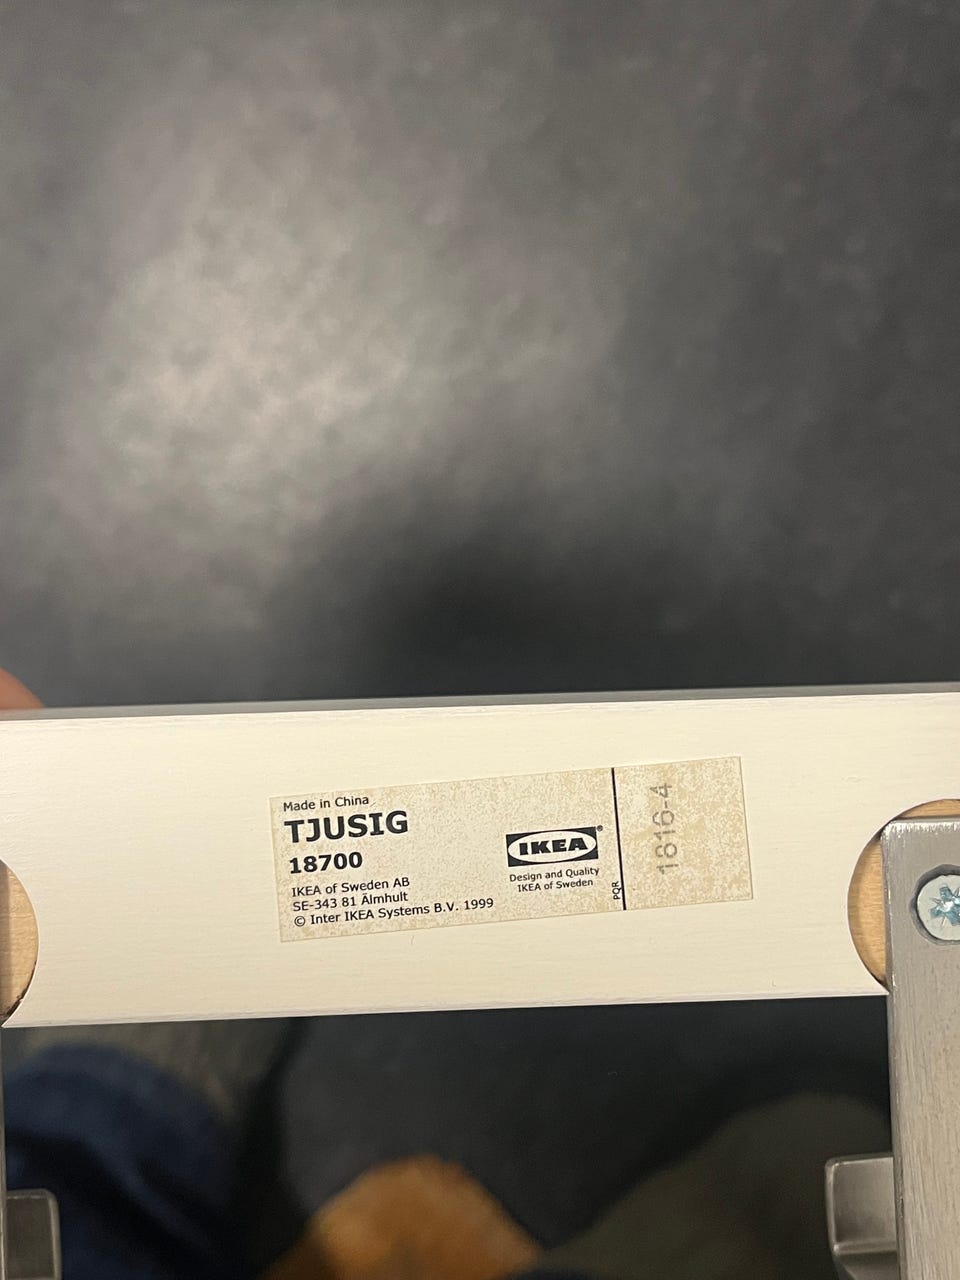 Made in China
TJUSIG
18700
IKEA of Sweden AB
SE-343 81 Älmhult
© Inter IKEA Systems B.V. 1999
IKEA®
Design and Quality
IKEA of Sweden
PQR
1816-4